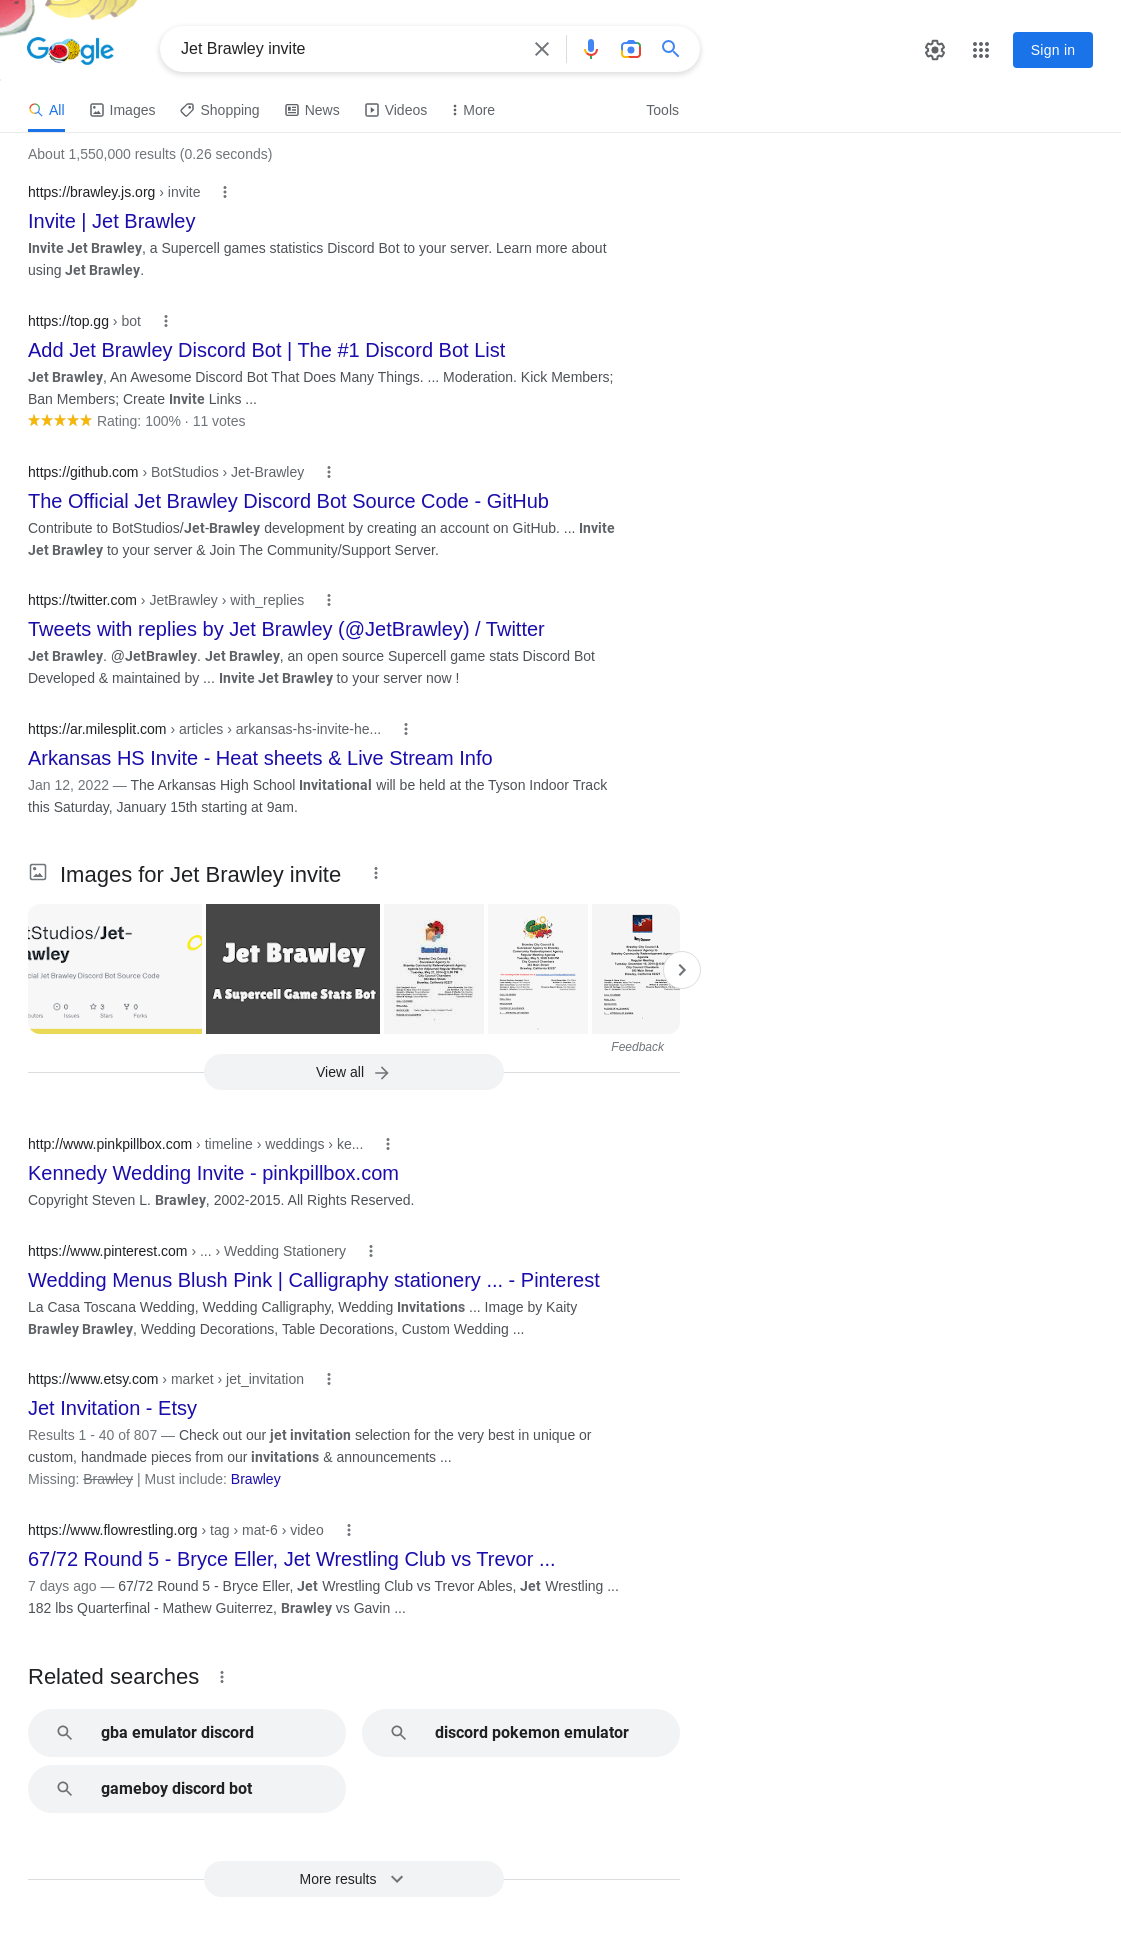 Google
Jet Brawley invite
Sign in
All
Images
Shopping
News
Videos
More
Tools
About 1,550,000 results (0.26 seconds)
https://brawley.js.org › invite
Invite | Jet Brawley
Invite Jet Brawley, a Supercell games statistics Discord Bot to your server. Learn more about
using Jet Brawley.
https://top.gg › bot
Add Jet Brawley Discord Bot | The #1 Discord Bot List
Jet Brawley, An Awesome Discord Bot That Does Many Things. ... Moderation. Kick Members;
Ban Members; Create Invite Links ...
Rating: 100% · 11 votes
https://github.com › BotStudios › Jet-Brawley
The Official Jet Brawley Discord Bot Source Code - GitHub
Contribute to BotStudios/Jet-Brawley development by creating an account on GitHub. ... Invite
Jet Brawley to your server & Join The Community/Support Server.
https://twitter.com › JetBrawley › with_replies
Tweets with replies by Jet Brawley (@JetBrawley) / Twitter
Jet Brawley. @JetBrawley. Jet Brawley, an open source Supercell game stats Discord Bot
Developed & maintained by ... Invite Jet Brawley to your server now !
https://ar.milesplit.com › articles › arkansas-hs-invite-he...
Arkansas HS Invite - Heat sheets & Live Stream Info
Jan 12, 2022 — The Arkansas High School Invitational will be held at the Tyson Indoor Track
this Saturday, January 15th starting at 9am.
Images for Jet Brawley invite
tStudios/Jet-
wley
cial Jet Brawley Discord Bot Source Code
0 3 0
Issues Stars Forks
Jet Brawley
A Supercell Game Stats Bot
Feedback
View all
http://www.pinkpillbox.com › timeline › weddings › ke...
Kennedy Wedding Invite - pinkpillbox.com
Copyright Steven L. Brawley, 2002-2015. All Rights Reserved.
https://www.pinterest.com › ... › Wedding Stationery
Wedding Menus Blush Pink | Calligraphy stationery ... - Pinterest
La Casa Toscana Wedding, Wedding Calligraphy, Wedding Invitations ... Image by Kaity
Brawley Brawley, Wedding Decorations, Table Decorations, Custom Wedding ...
https://www.etsy.com › market › jet_invitation
Jet Invitation - Etsy
Results 1 - 40 of 807 — Check out our jet invitation selection for the very best in unique or
custom, handmade pieces from our invitations & announcements ...
Missing: Brawley | Must include: Brawley
https://www.flowrestling.org › tag › mat-6 › video
67/72 Round 5 - Bryce Eller, Jet Wrestling Club vs Trevor ...
7 days ago — 67/72 Round 5 - Bryce Eller, Jet Wrestling Club vs Trevor Ables, Jet Wrestling ...
182 lbs Quarterfinal - Mathew Guiterrez, Brawley vs Gavin ...
Related searches
gba emulator discord
discord pokemon emulator
gameboy discord bot
More results